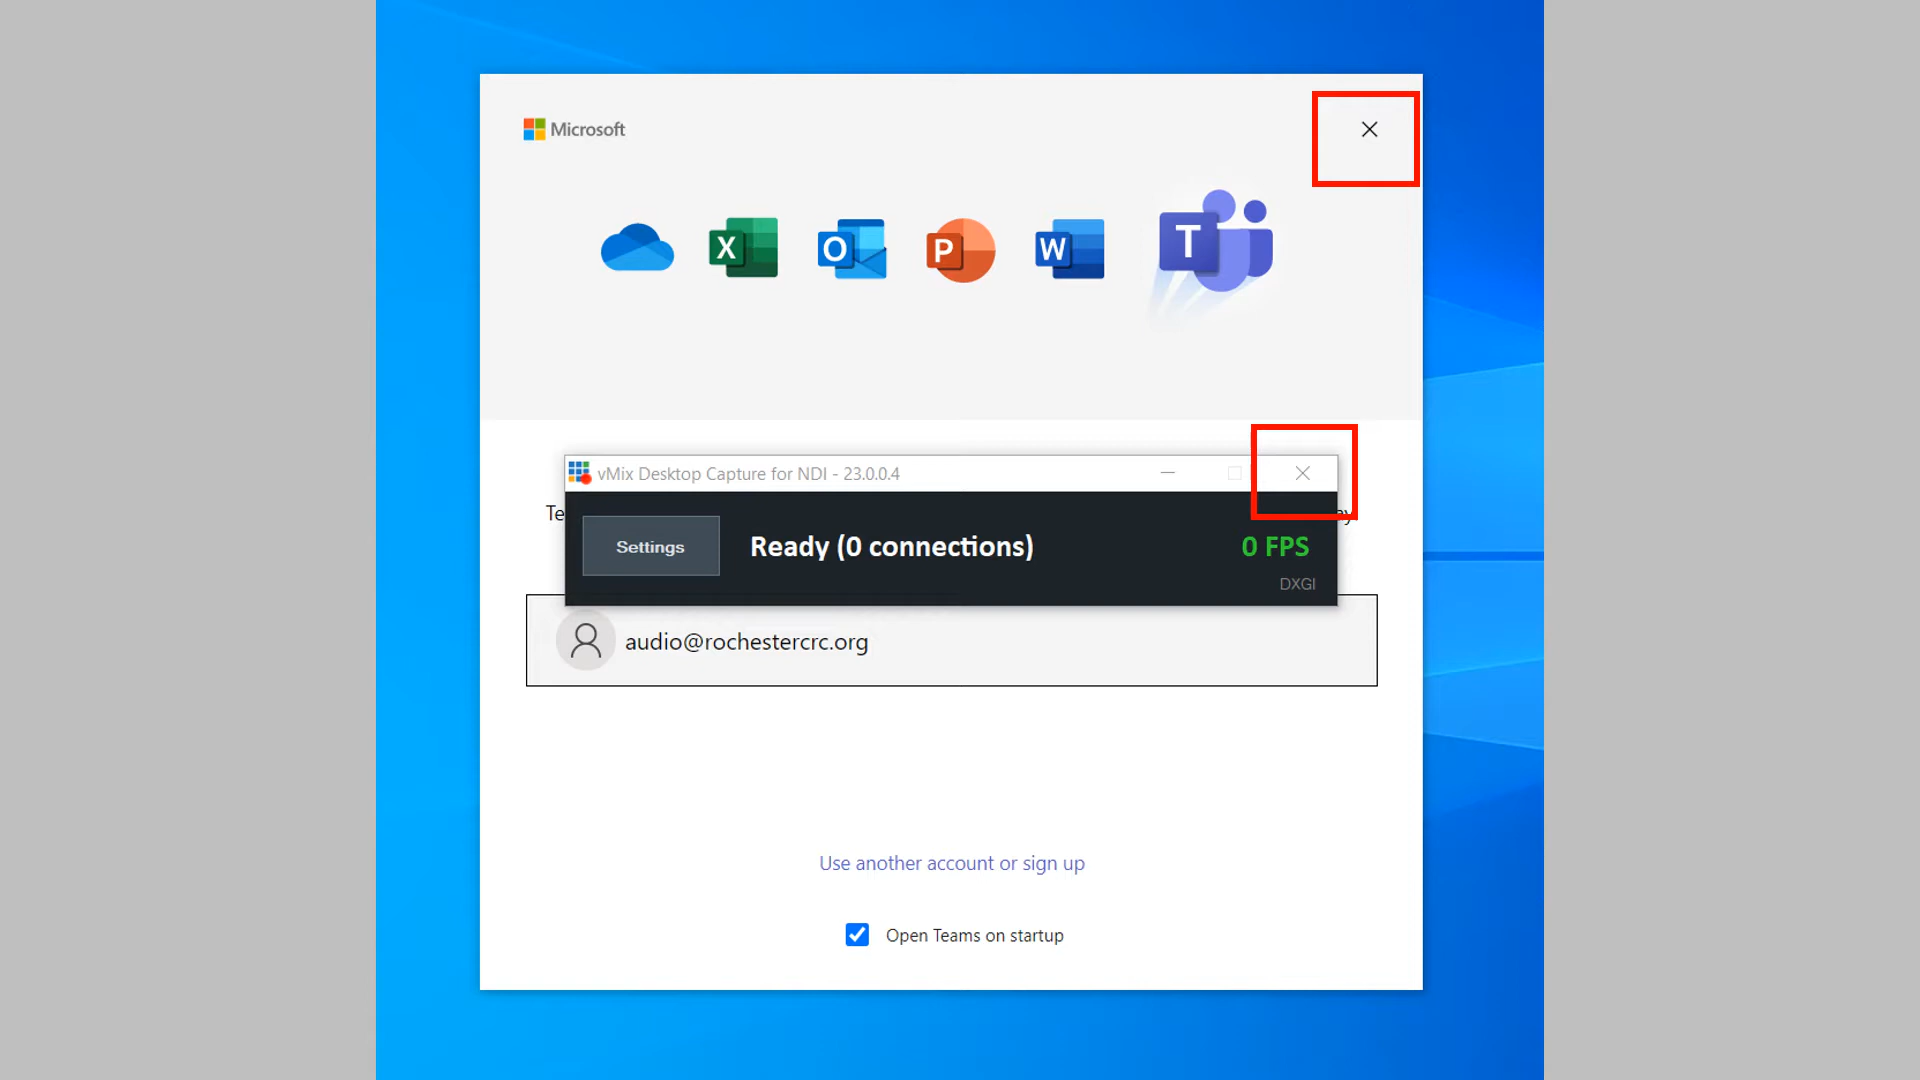 Microsoft
X
O
P
W
T
vMix Desktop Capture for NDI - 23.0.0.4
Te
ay
Settings
Ready (0 connections)
0 FPS
DXGI
audio@rochestercrc.org
Use another account or sign up
Open Teams on startup